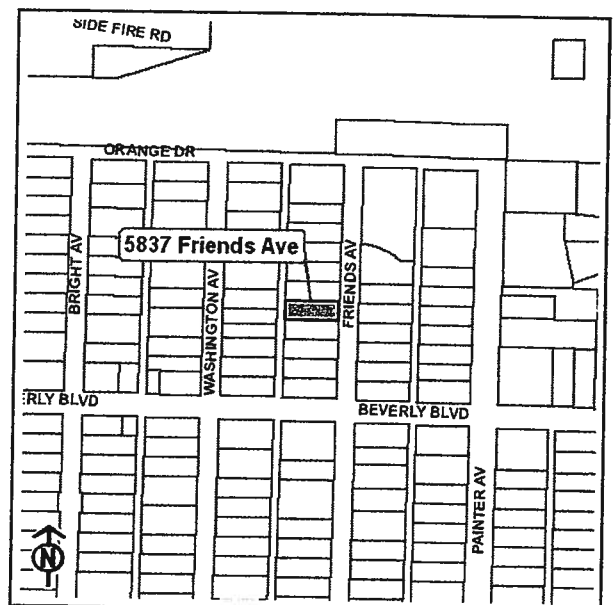 SIDE FIRE RD
ORANGE DR
5837 Friends Ave
BRIGHT AV
WASHINGTON AV
FRIENDS AV
ERLY BLVD
BEVERLY BLVD
PAINTER AV
N